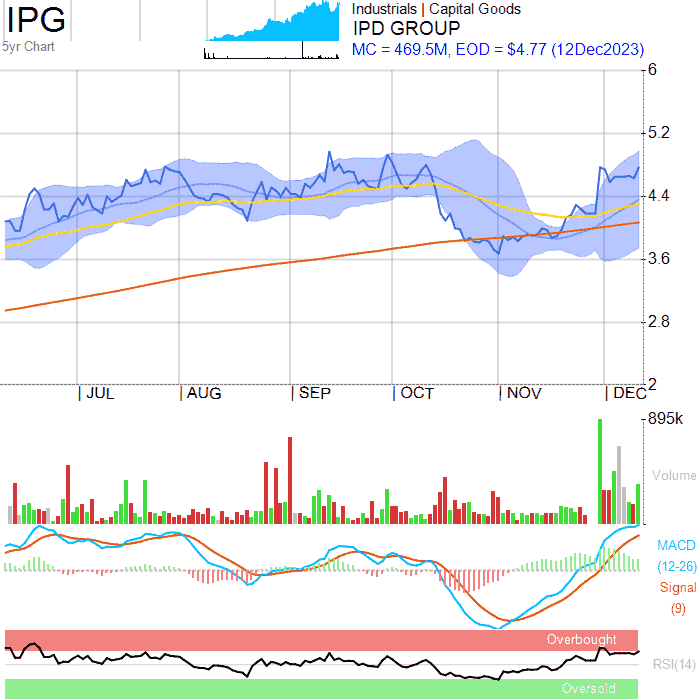 IPG
5yr Chart
Industrials | Capital Goods
IPD GROUP
MC = 469.5M, EOD = $4.77 (12Dec2023)
6
5.2
4.4
3.6
2.8
2
| JUL | AUG | SEP | OCT | NOV | DEC
895k
Volume
MACD
(12-26)
Signal
(9)
Overbought
RSI(14)
Oversold